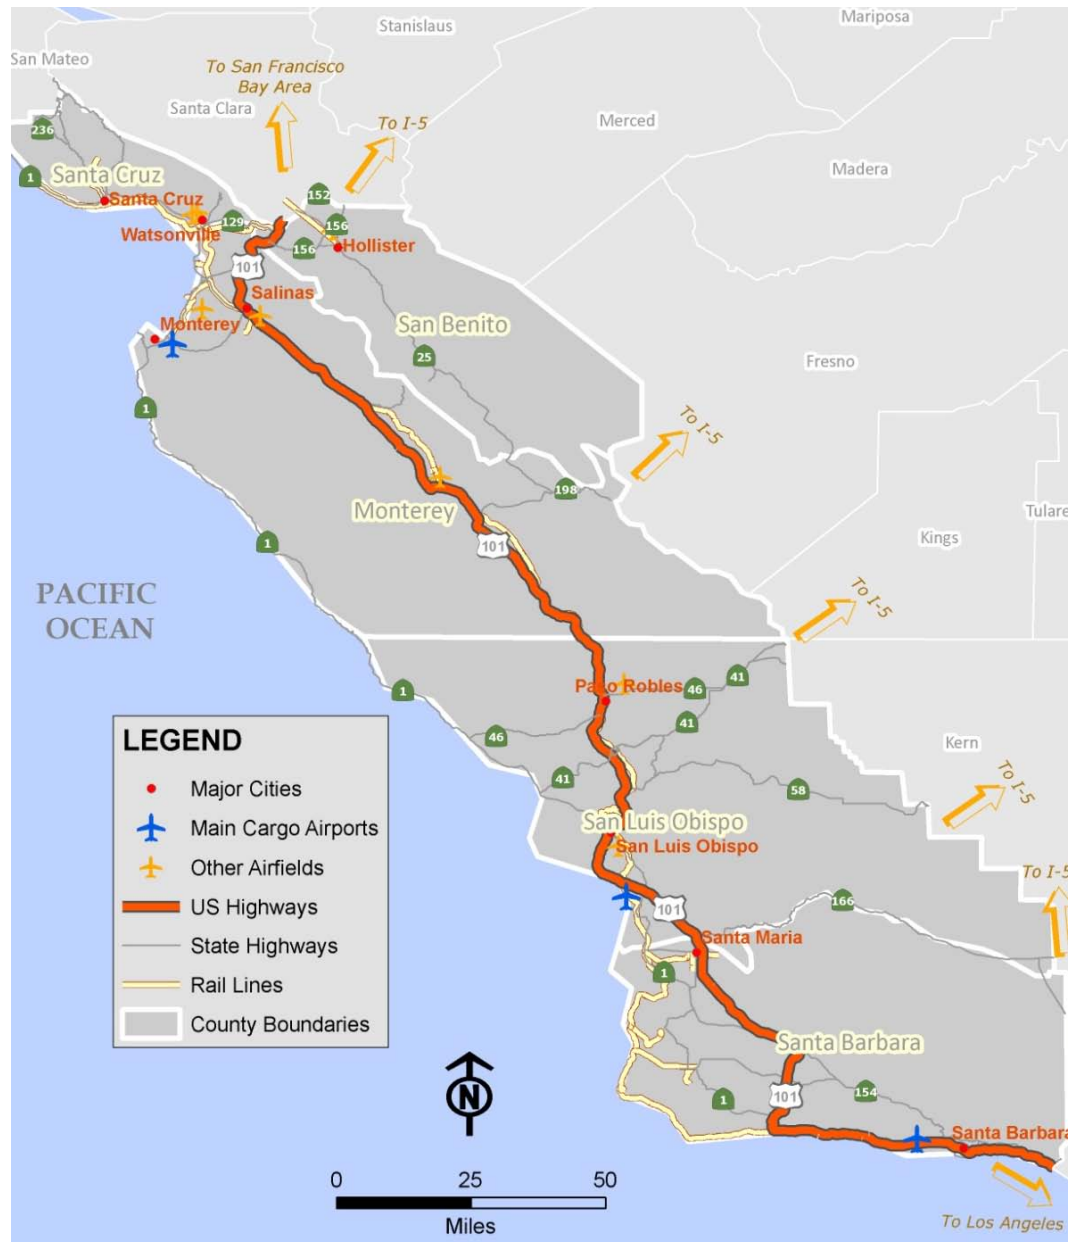 Stanislaus
Mariposa
San Mateo
To San Francisco
Bay Area
Santa Clara
To I-5
Merced
Madera
236
1
Santa Cruz
Santa Cruz
152
129
156
156
Watsonville
Hollister
101
Salinas
Monterey
San Benito
25
Fresno
1
To I-5
198
Monterey
Tulare
Kings
101
1
PACIFIC
OCEAN
To I-5
Paso Robles
46
41
1
41
46
Kern
41
58
To I-5
San Luis Obispo
San Luis Obispo
To I-5
101
166
Santa Maria
1
Santa Barbara
101
1
154
Santa Barbara
To Los Angeles
LEGEND
Major Cities
Main Cargo Airports
Other Airfields
US Highways
State Highways
Rail Lines
County Boundaries
N
0 25 50
Miles